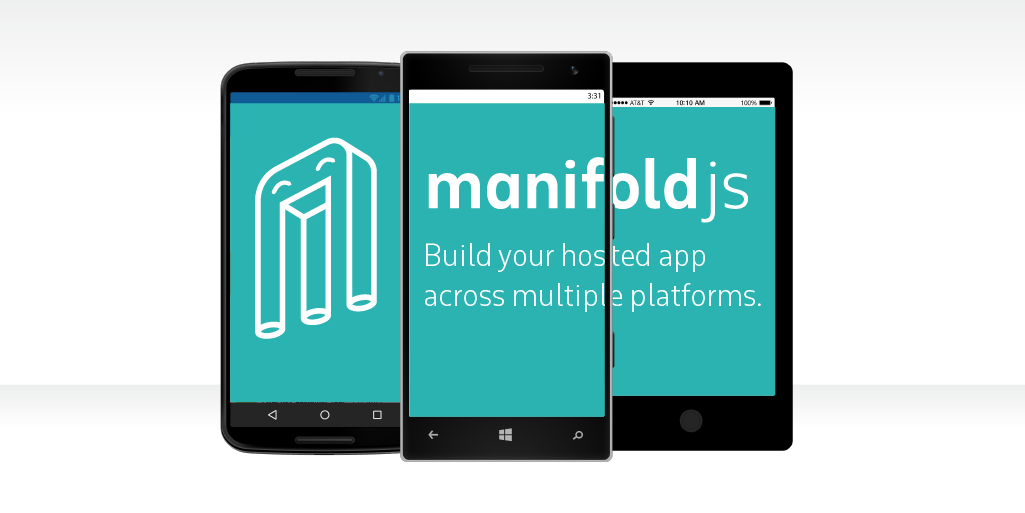 3:31
AT&T 10:10 AM 100%
manifoldjs
Build your hosted app
across multiple platforms.